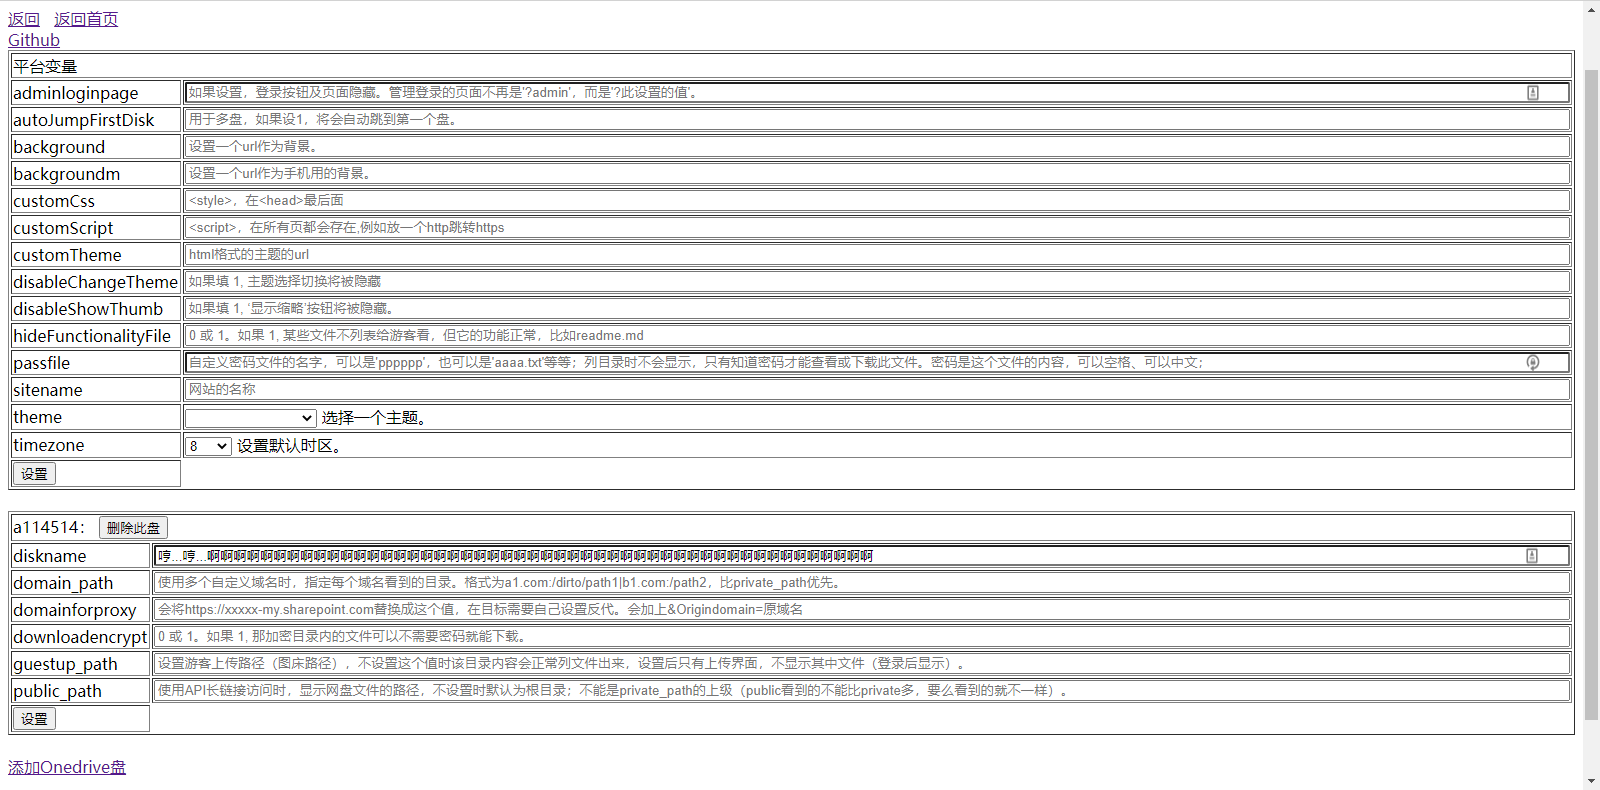 返回 返回首页
Github
平台变量
adminloginpage 如果设置，登录按钮及页面隐藏。管理登录的页面不再是'?admin'，而是'?此设置的值'。
autoJumpFirstDisk 用于多盘，如果设1，将会自动跳到第一个盘。
background 设置一个url作为背景。
backgroundm 设置一个url作为手机用的背景。
customCss <style>，在<head>最后面
customScript <script>，在所有页都会存在,例如放一个http跳转https
customTheme html格式的主题的url
disableChangeTheme 如果填 1, 主题选择切换将被隐藏
disableShowThumb 如果填 1, '显示缩略'按钮将被隐藏。
hideFunctionalityFile 0 或 1。如果 1, 某些文件不列表给游客看，但它的功能正常，比如readme.md
passfile 自定义密码文件的名字，可以是'pppppp'，也可以是'aaaa.txt'等等；列目录时不会显示，只有知道密码才能查看或下载此文件。密码是这个文件的内容，可以空格、可以中文；
sitename 网站的名称
theme 选择一个主题。
timezone 8 设置默认时区。
设置
a114514： 删除此盘
diskname 哼...哼...啊啊啊啊啊啊啊啊啊啊啊啊啊啊啊啊啊啊啊啊啊啊啊啊啊啊啊啊啊啊啊啊啊啊啊啊啊啊啊啊啊啊啊啊啊啊啊啊啊啊
domain_path 使用多个自定义域名时，指定每个域名看到的目录。格式为a1.com:/dirto/path1|b1.com:/path2，比private_path优先。
domainforproxy 会将https://xxxxx-my.sharepoint.com替换成这个值，在目标需要自己设置反代。会加上&Origindomain=原域名
downloadencrypt 0 或 1。如果 1, 那加密目录内的文件可以不需要密码就能下载。
guestup_path 设置游客上传路径（图床路径），不设置这个值时该目录内容会正常列文件出来，设置后只有上传界面，不显示其中文件（登录后显示）。
public_path 使用API长链接访问时，显示网盘文件的路径，不设置时默认为根目录；不能是private_path的上级（public看到的不能比private多，要么看到的就不一样）。
设置
添加Onedrive盘